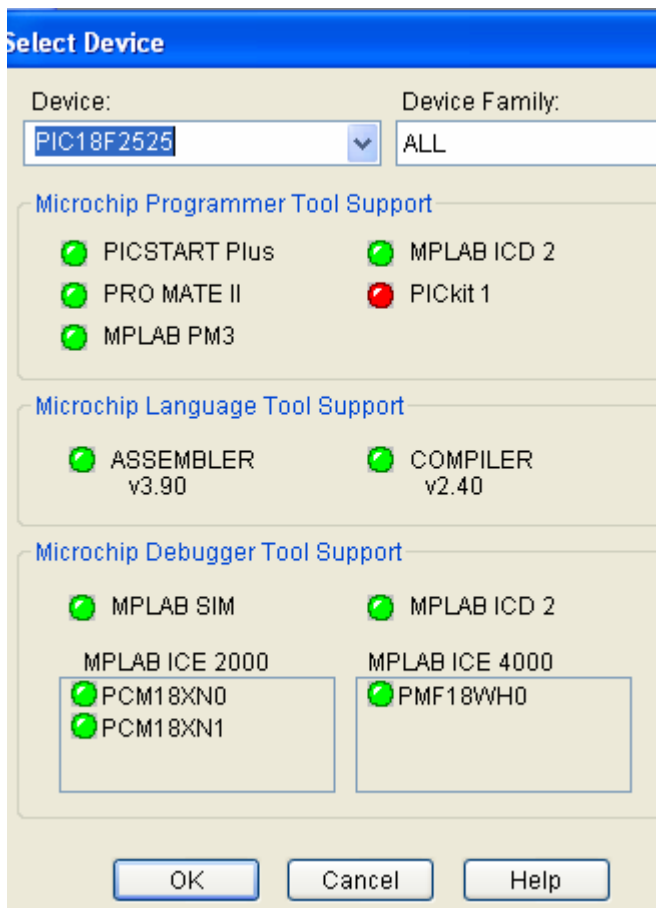 Select Device
Device: Device Family:
PIC18F2525 ALL
Microchip Programmer Tool Support
PICSTART Plus MPLAB ICD 2
PRO MATE II PICkit 1
MPLAB PM3
Microchip Language Tool Support
ASSEMBLER COMPILER
v3.90 v2.40
Microchip Debugger Tool Support
MPLAB SIM MPLAB ICD 2
MPLAB ICE 2000 MPLAB ICE 4000
PCM18XN0 PMF18WH0
PCM18XN1
OK Cancel Help